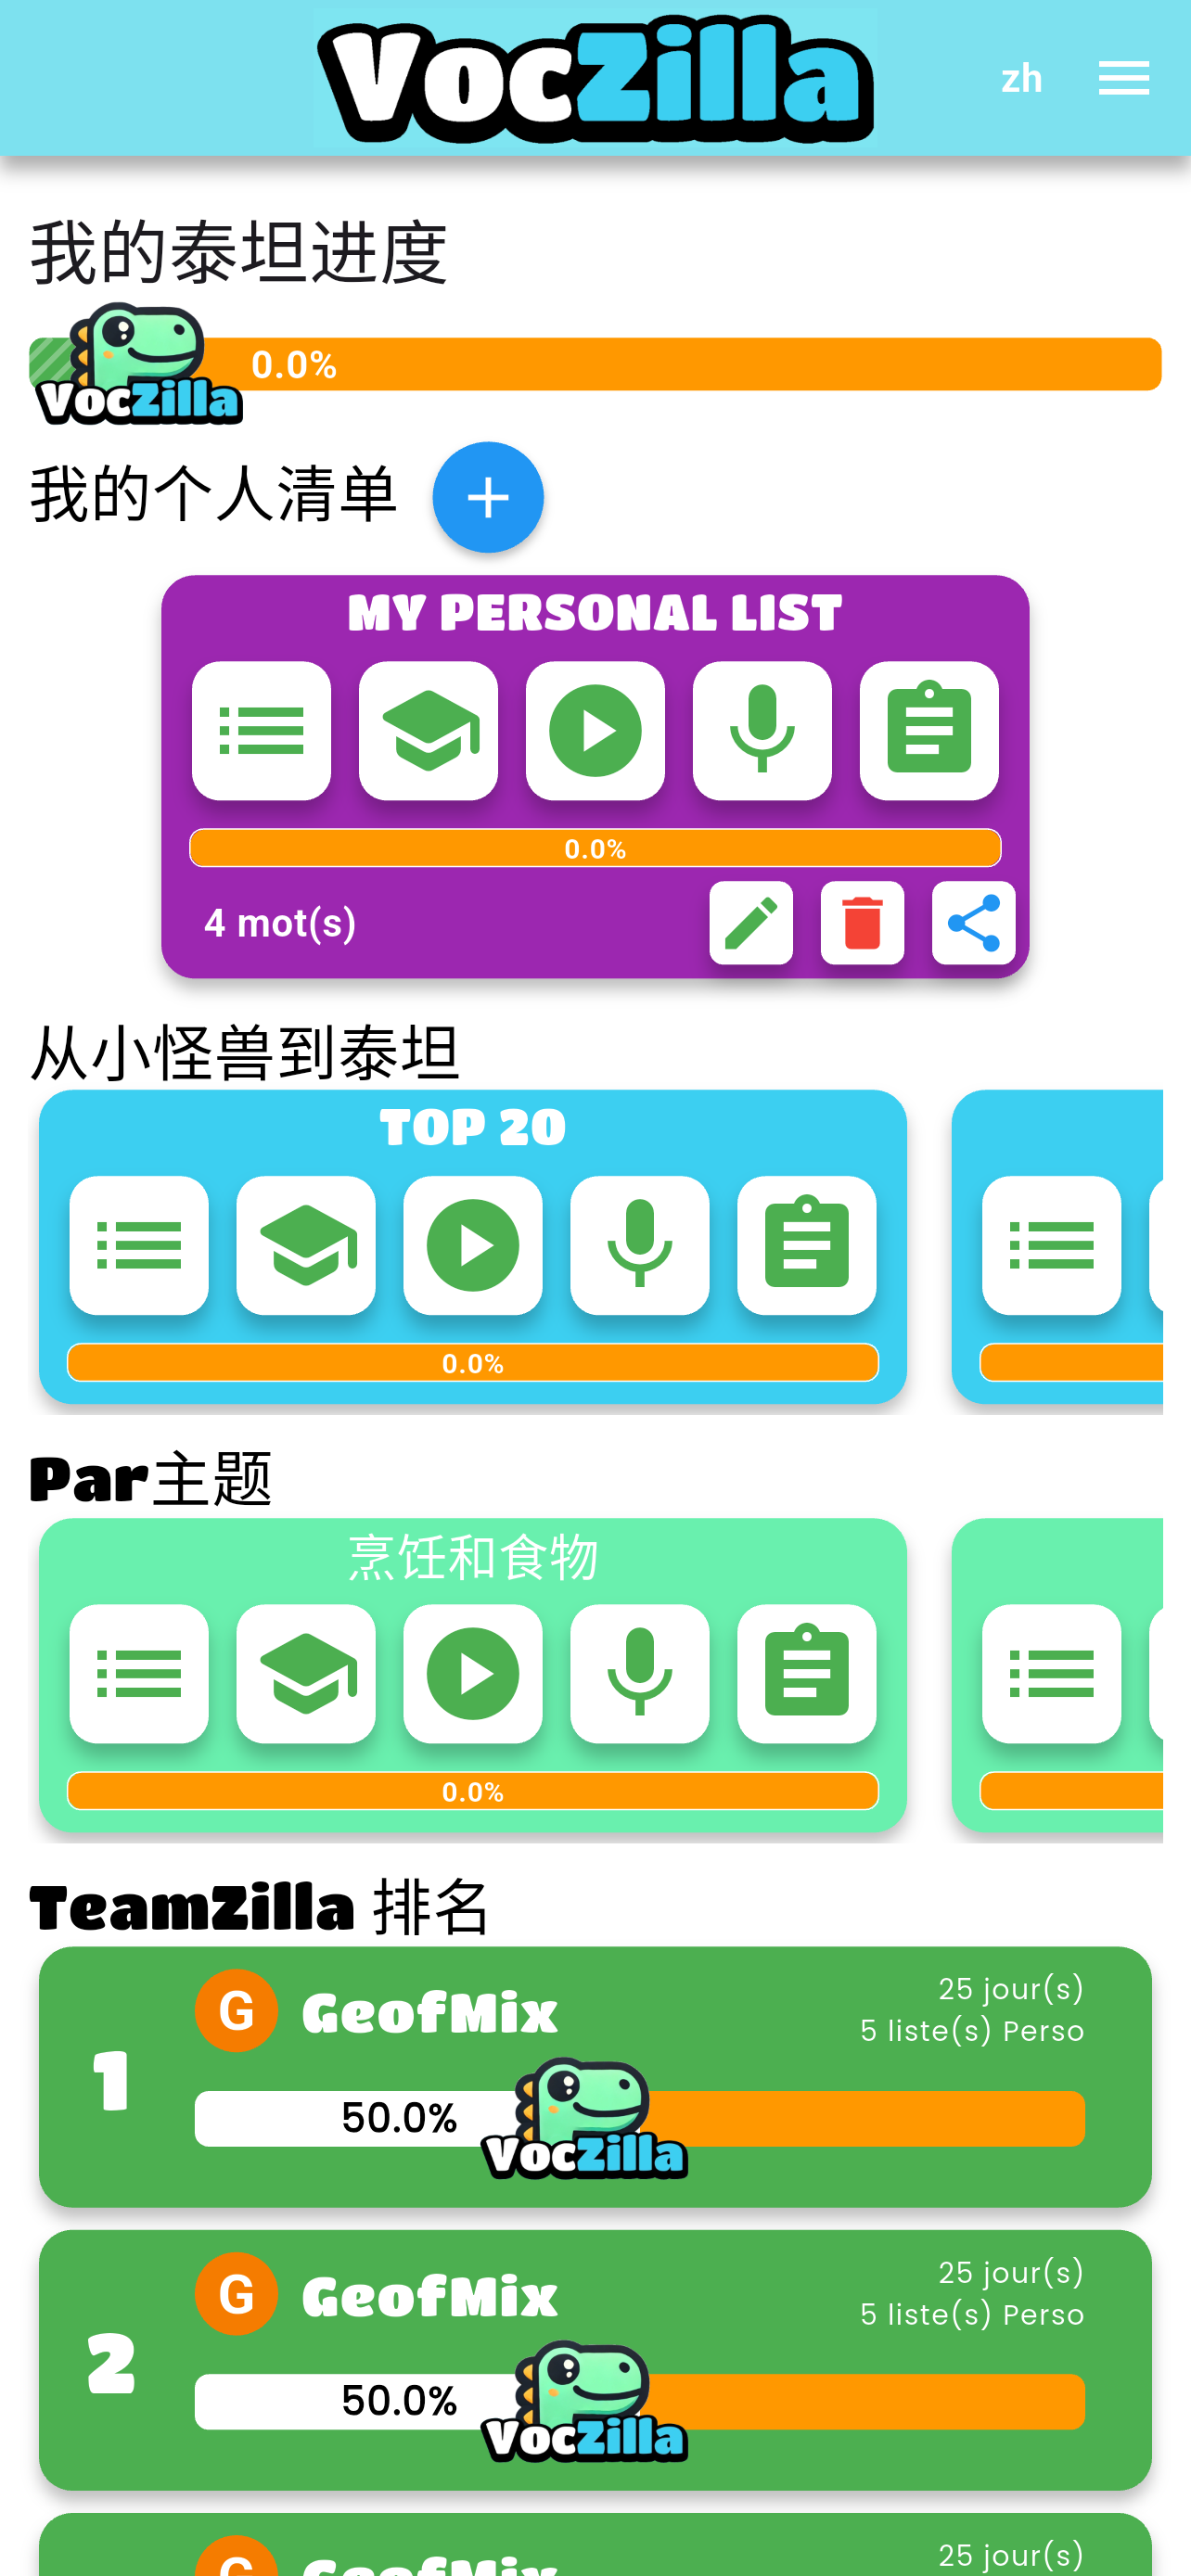 VocZilla
zh
我的泰坦进度
0.0%
VocZilla
我的个人清单
MY PERSONAL LIST
0.0%
4 mot(s)
从小怪兽到泰坦
TOP 20
0.0%
Par主题
烹饪和食物
0.0%
TeamZilla 排名
1
G
GeofMix
25 jour(s)
5 liste(s) Perso
50.0%
VocZilla
2
G
GeofMix
25 jour(s)
5 liste(s) Perso
50.0%
VocZilla
G
GeofMix
25 jour(s)